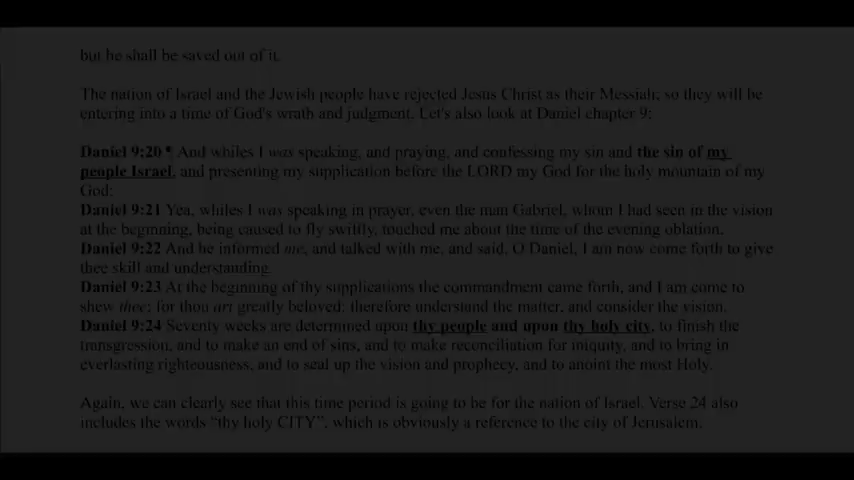 but he shall be saved out of it.
The nation of Israel and the Jewish people have rejected Jesus Christ as their Messiah; so they will be
entering into a time of God's wrath and judgment. Let's also look at Daniel chapter 9:
Daniel 9:20 ¶ And whiles I was speaking, and praying, and confessing my sin and the sin of my
people Israel, and presenting my supplication before the LORD my God for the holy mountain of my
God;
Daniel 9:21 Yea, whiles I was speaking in prayer, even the man Gabriel, whom I had seen in the vision
at the beginning, being caused to fly swiftly, touched me about the time of the evening oblation.
Daniel 9:22 And he informed me, and talked with me, and said, O Daniel, I am now come forth to give
thee skill and understanding.
Daniel 9:23 At the beginning of thy supplications the commandment came forth, and I am come to
shew thee; for thou art greatly beloved: therefore understand the matter, and consider the vision.
Daniel 9:24 Seventy weeks are determined upon thy people and upon thy holy city, to finish the
transgression, and to make an end of sins, and to make reconciliation for iniquity, and to bring in
everlasting righteousness, and to seal up the vision and prophecy, and to anoint the most Holy.
Again, we can clearly see that this time period is going to be for the nation of Israel. Verse 24 also
includes the words “thy holy CITY”, which is obviously a reference to the city of Jerusalem.